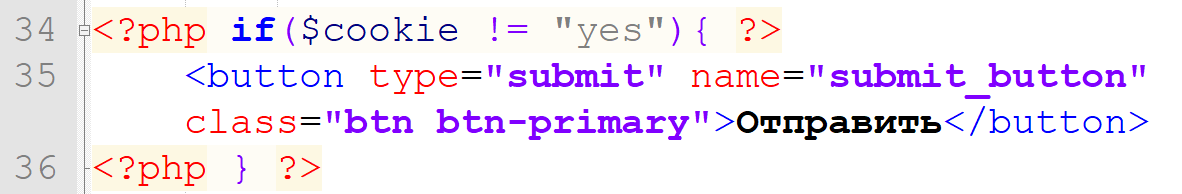 34 <?php if($cookie != "yes"){ ?>
35 <button type="submit" name="submit_button"
class="btn btn-primary">Отправить</button>
36 <?php } ?>